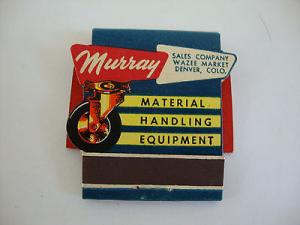 Murray
SALES COMPANY
WAZEE MARKET
DENVER, COLO.
MATERIAL
HANDLING
EQUIPMENT